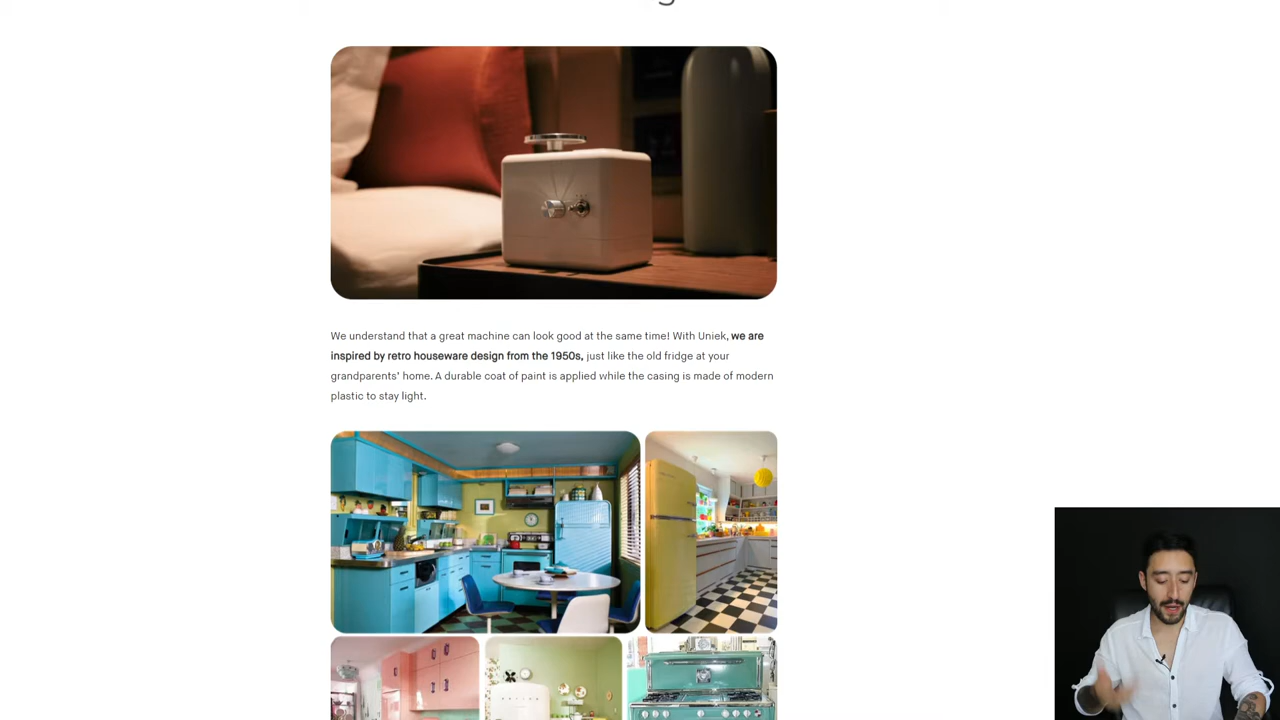 We understand that a great machine can look good at the same time! With Uniek, we are
inspired by retro houseware design from the 1950s, just like the old fridge at your
grandparents' home. A durable coat of paint is applied while the casing is made of modern
plastic to stay light.